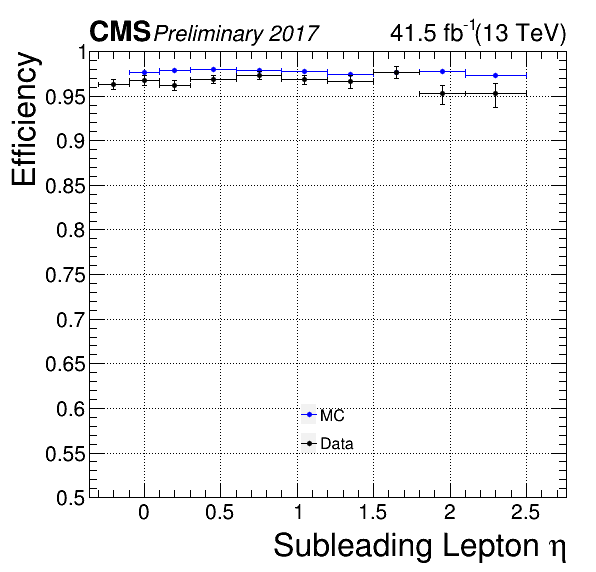 CMS Preliminary 2017 41.5 fb⁻¹(13 TeV)
Efficiency
1
0.95
0.9
0.85
0.8
0.75
0.7
0.65
0.6
0.55
0.5
MC
Data
0 0.5 1 1.5 2 2.5
Subleading Lepton η